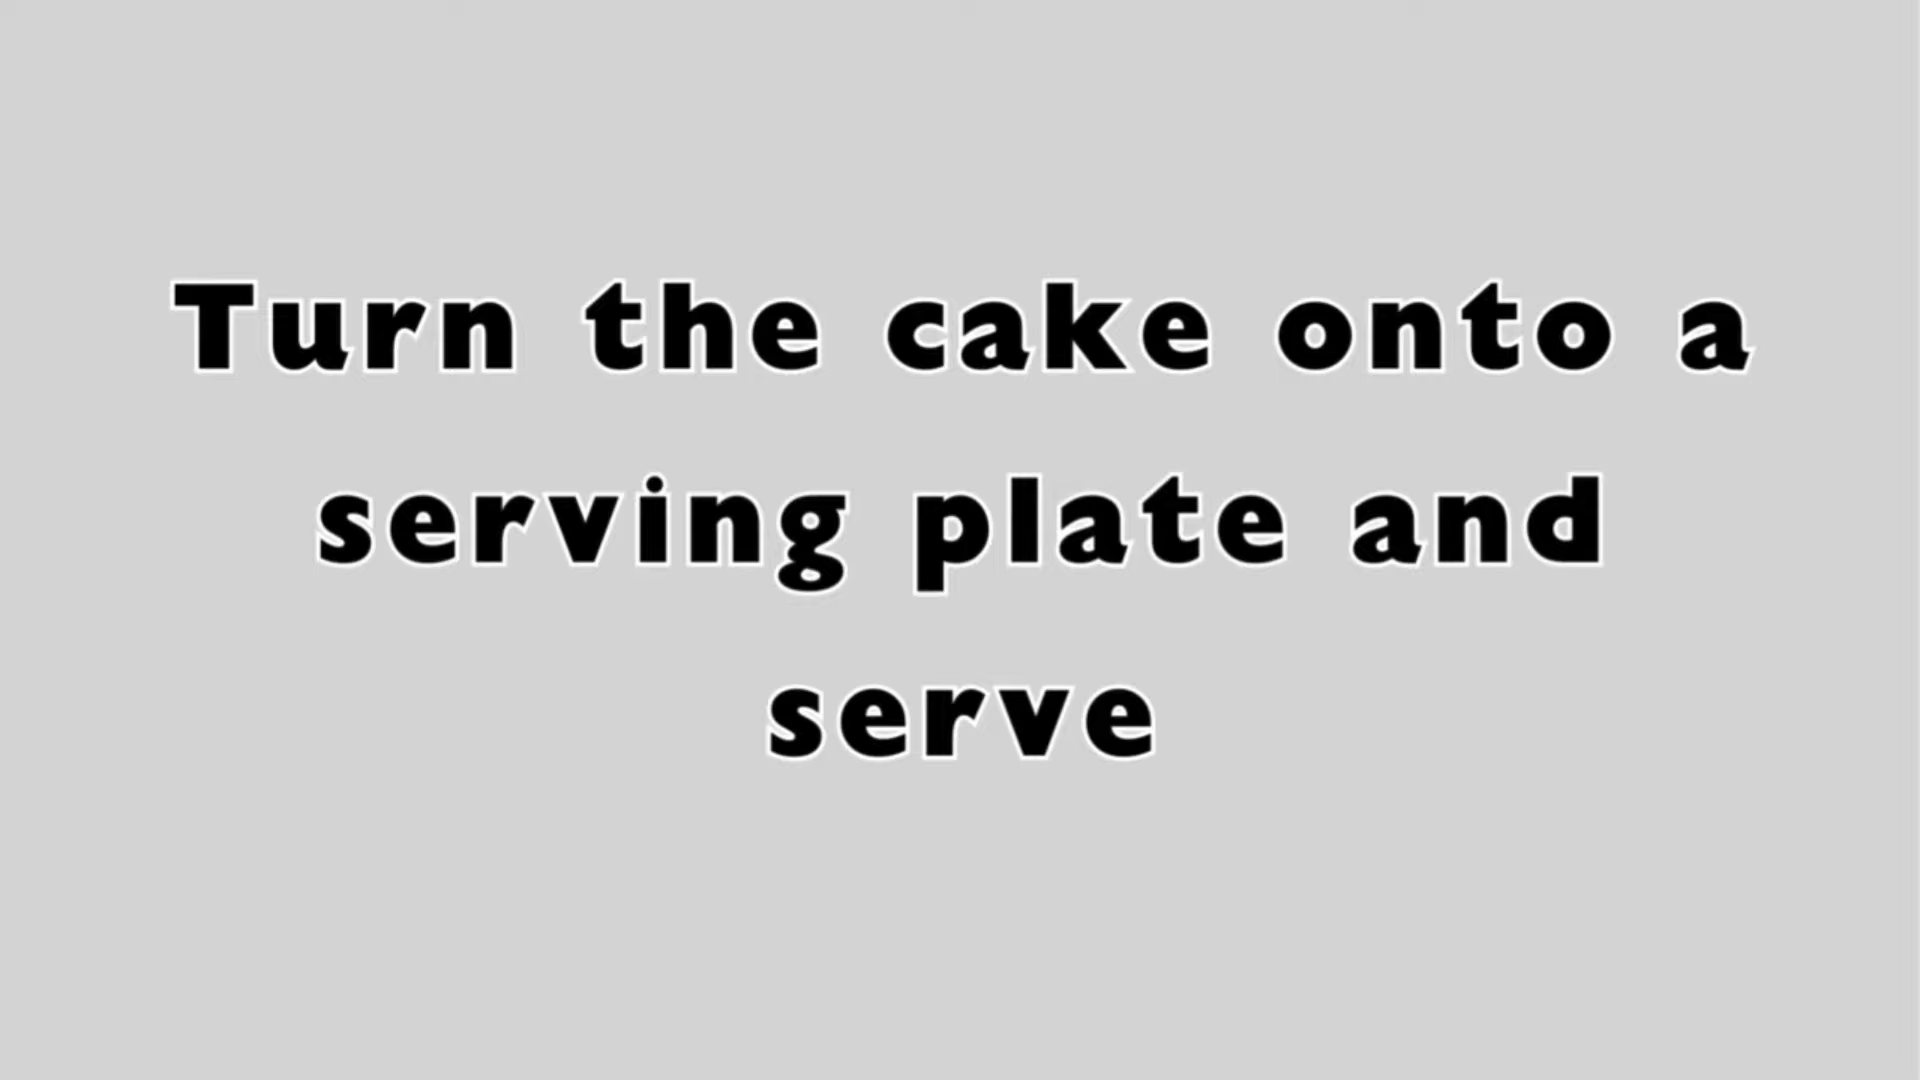 Turn the cake onto a
serving plate and
serve